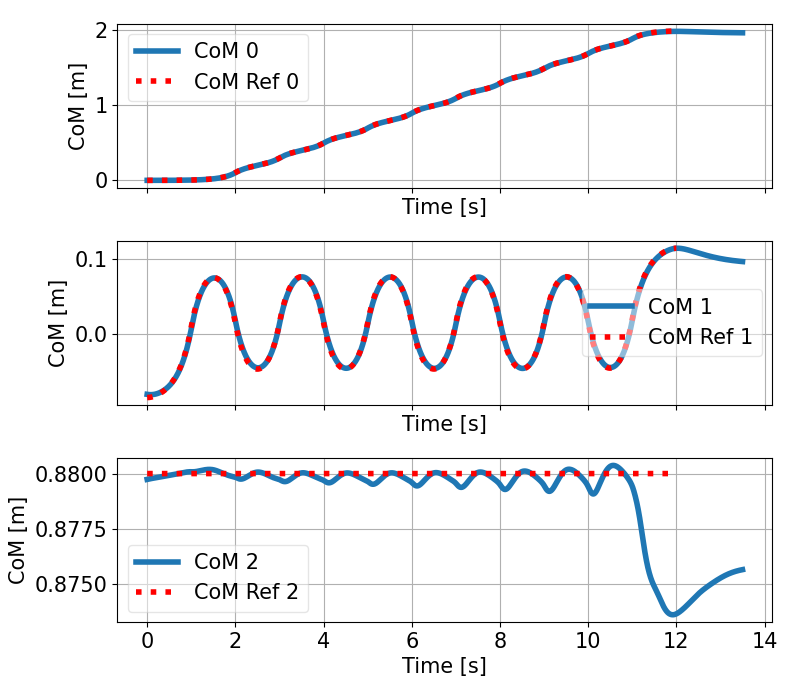 2
1
0
CoM [m]
CoM 0
CoM Ref 0
Time [s]
0.1
0.0
CoM [m]
CoM 1
CoM Ref 1
Time [s]
0.8800
0.8775
0.8750
CoM [m]
CoM 2
CoM Ref 2
0 2 4 6 8 10 12 14
Time [s]